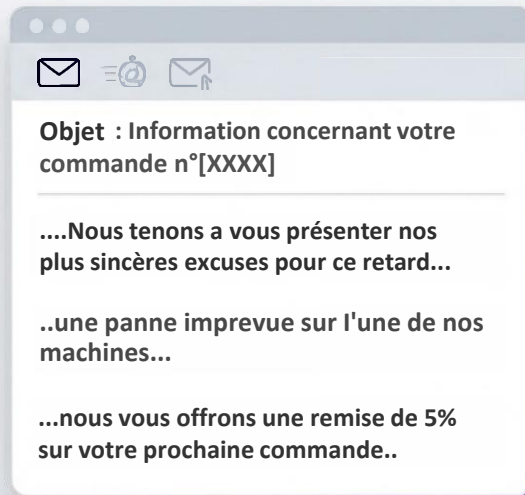 Objet : Information concernant votre
commande n°[XXXX]
....Nous tenons a vous présenter nos
plus sincères excuses pour ce retard...
..une panne imprevue sur l'une de nos
machines...
...nous vous offrons une remise de 5%
sur votre prochaine commande..